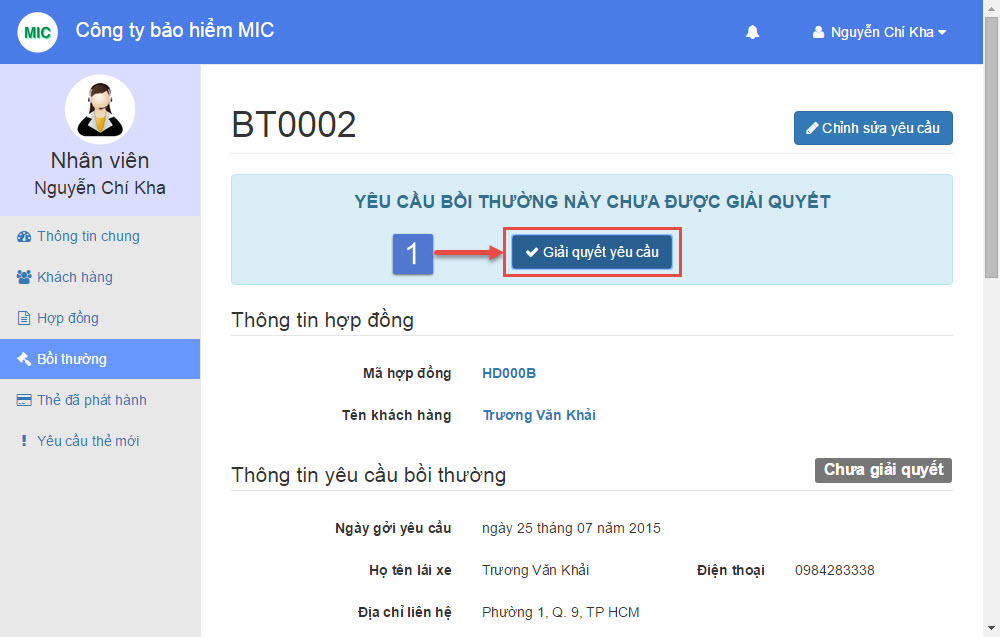 MIC
Công ty bảo hiểm MIC
Nguyễn Chí Kha
Nhân viên
Nguyễn Chí Kha
Thông tin chung
Khách hàng
Hợp đồng
Bồi thường
Thẻ đã phát hành
Yêu cầu thẻ mới
BT0002
Chỉnh sửa yêu cầu
YÊU CẦU BỒI THƯỜNG NÀY CHƯA ĐƯỢC GIẢI QUYẾT
1
Giải quyết yêu cầu
Thông tin hợp đồng
Mã hợp đồng HD000B
Tên khách hàng Trương Văn Khải
Thông tin yêu cầu bồi thường
Chưa giải quyết
Ngày gởi yêu cầu ngày 25 tháng 07 năm 2015
Họ tên lái xe Trương Văn Khải Điện thoại 0984283338
Địa chỉ liên hệ Phường 1, Q. 9, TP HCM